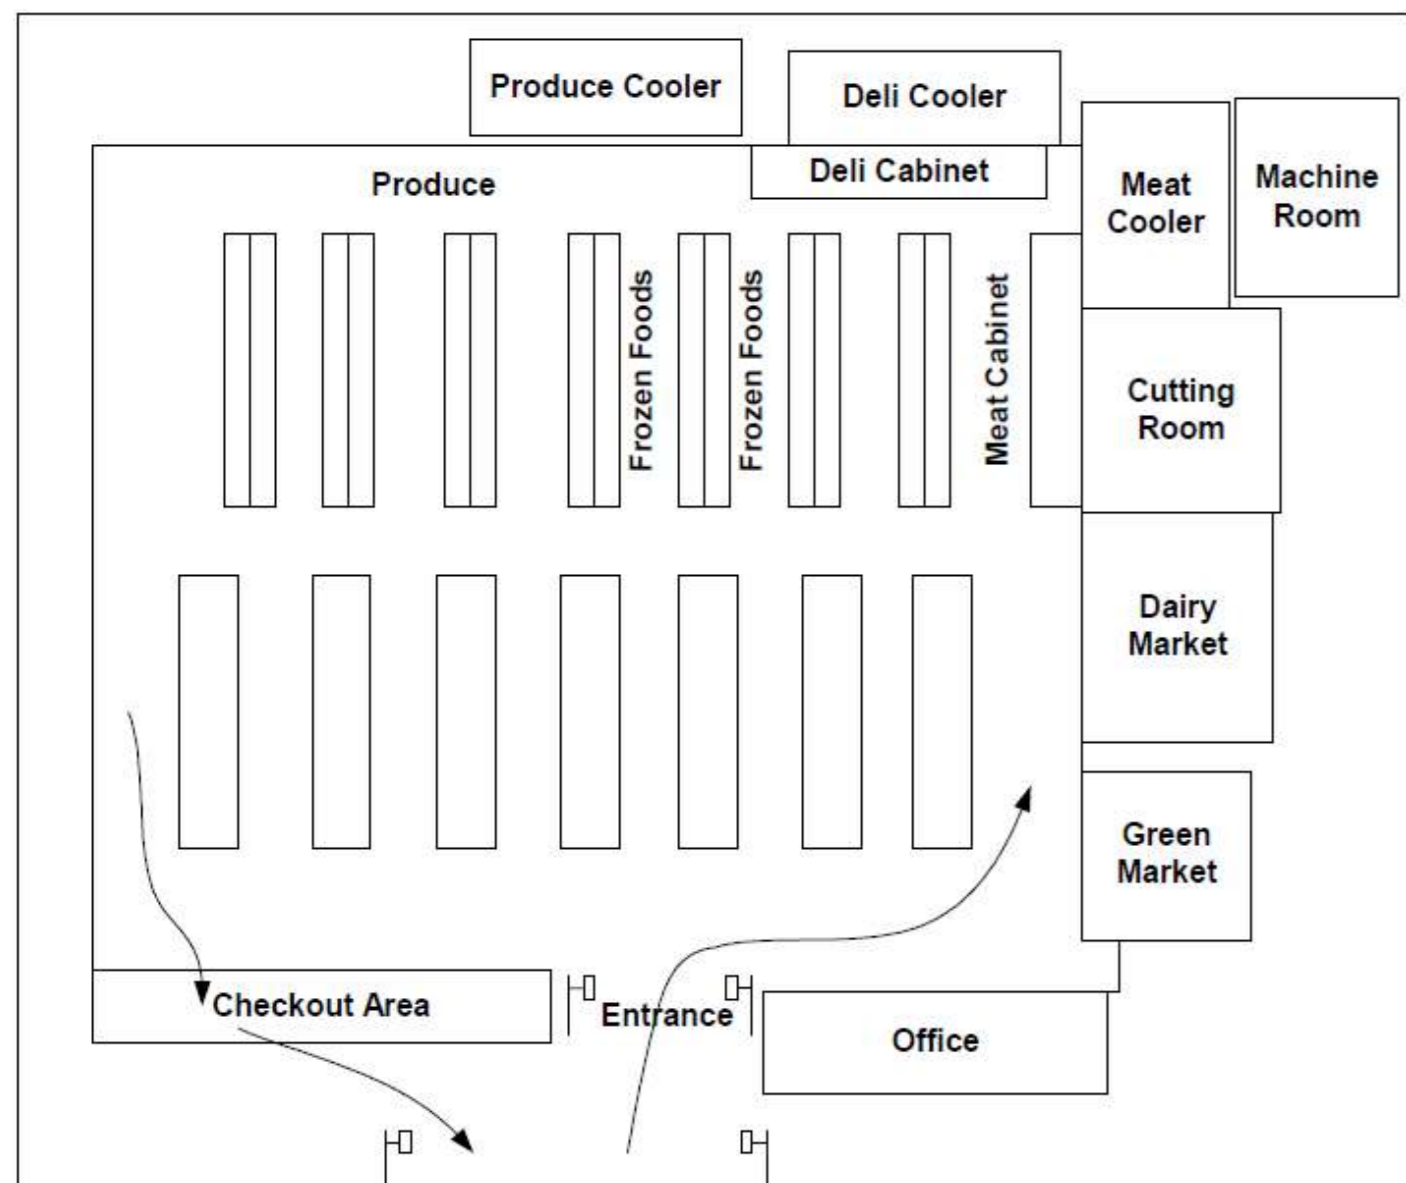 Produce Cooler
Deli Cooler
Deli Cabinet
Produce
Meat
Cooler
Machine
Room
Frozen Foods
Frozen Foods
Meat Cabinet
Cutting
Room
Dairy
Market
Green
Market
Checkout Area
Entrance
Office